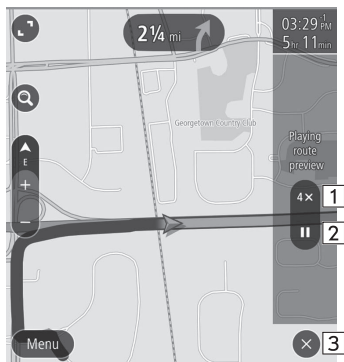 2¼ mi
03:29 PM
5hr 11min
Georgetown Country Club
Playing
route
preview
E
+
−
4×
1
2
Menu
×
3